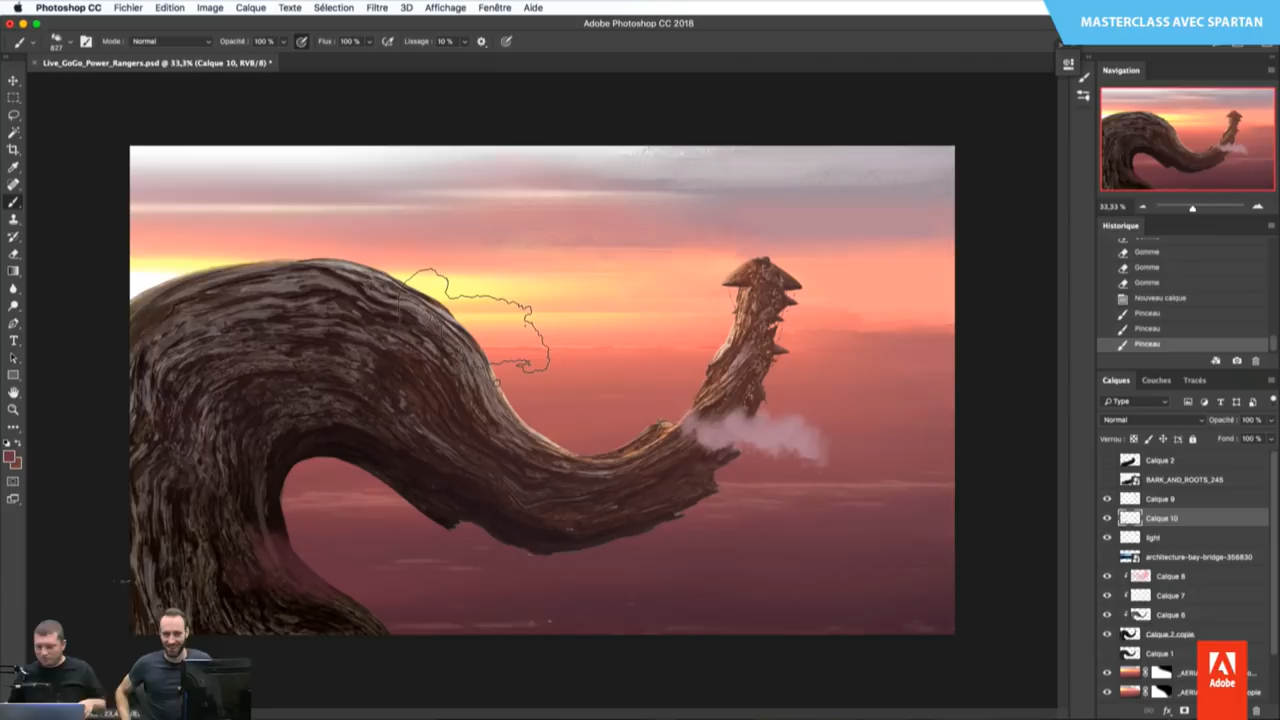 Photoshop CC Fichier Edition Image Calque Texte Sélection Filtre 3D Affichage Fenêtre Aide
MASTERCLASS AVEC SPARTAN
Adobe Photoshop CC 2018
827 Mode : Normal Opacité : 100 % Flux : 100 % Lissage : 10 %
Live_GoGo_Power_Rangers.psd @ 33,3% (Calque 10, RVB/8) *
Navigation
33,33 %
Historique
Gomme
Gomme
Gomme
Nouveau calque
Pinceau
Pinceau
Pinceau
Calques Couches Tracés
Type
Normal Opacité : 100 %
Verrou : Fond : 100 %
Calque 2
BARK_AND_ROOTS_245
Calque 9
Calque 10
light
architecture-bay-bridge-356830
Calque 8
Calque 7
Calque 6
Calque 2 copie
Calque 1
Adobe